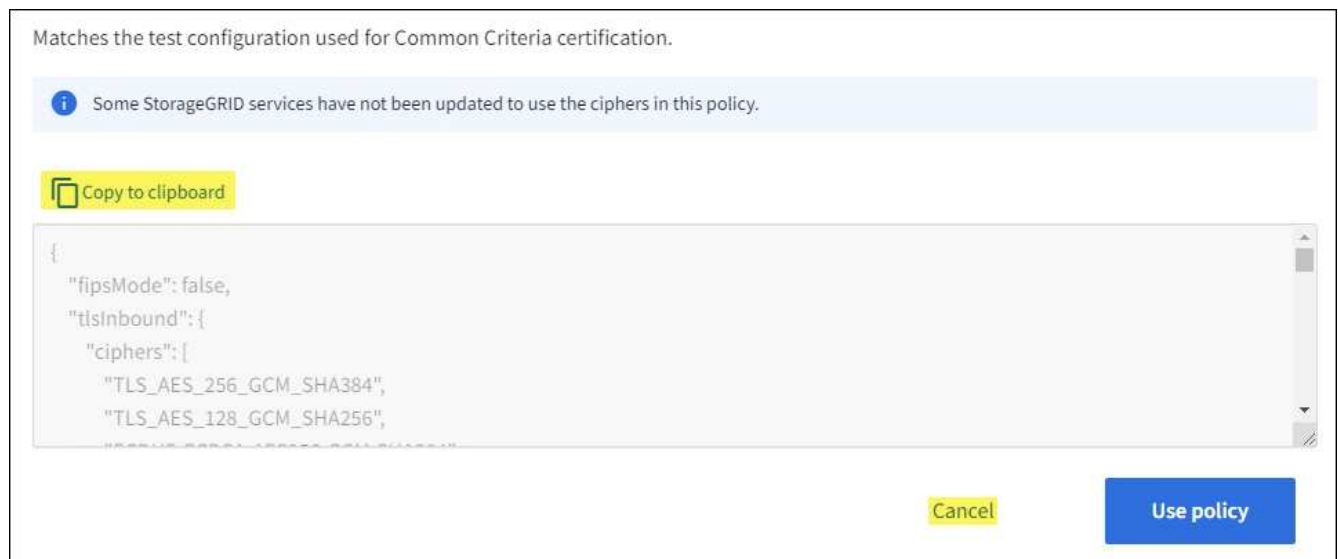 Matches the test configuration used for Common Criteria certification.
Some StorageGRID services have not been updated to use the ciphers in this policy.
Copy to clipboard
{
"fipsMode": false,
"tlsInbound": {
"ciphers": [
"TLS_AES_256_GCM_SHA384",
"TLS_AES_128_GCM_SHA256",
Cancel
Use policy